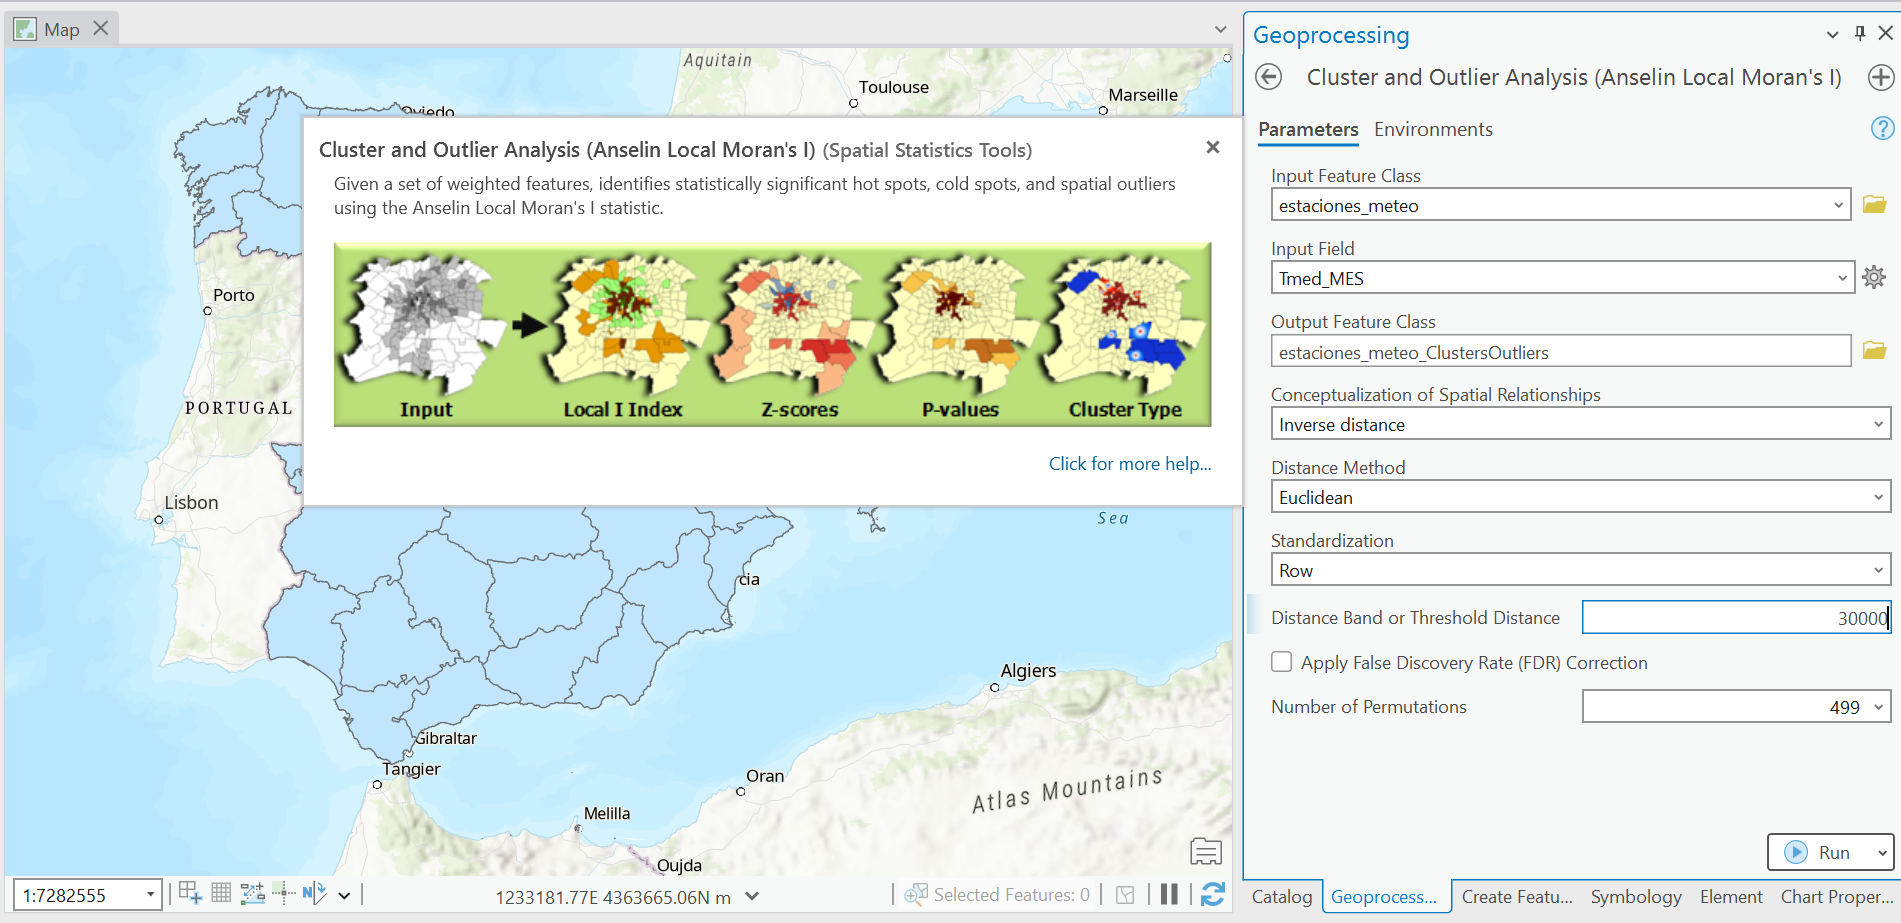 Map
Aquitain
Toulouse
Marseille
Oviedo
Porto
PORTUGAL
Lisbon
Sea
cia
Algiers
Gibraltar
Tangier
Oran
Atlas Mountains
Melilla
Oujda
Cluster and Outlier Analysis (Anselin Local Moran's I) (Spatial Statistics Tools)
Given a set of weighted features, identifies statistically significant hot spots, cold spots, and spatial outliers
using the Anselin Local Moran's I statistic.
Input Local I Index Z-scores P-values Cluster Type
Click for more help...
1:7282555
N
1233181.77E 4363665.06N m
Selected Features: 0
Geoprocessing
Cluster and Outlier Analysis (Anselin Local Moran's I)
Parameters Environments
?
Input Feature Class
estaciones_meteo
Input Field
Tmed_MES
Output Feature Class
estaciones_meteo_ClustersOutliers
Conceptualization of Spatial Relationships
Inverse distance
Distance Method
Euclidean
Standardization
Row
Distance Band or Threshold Distance 30000
Apply False Discovery Rate (FDR) Correction
Number of Permutations 499
Run
Catalog Geoprocess... Create Featu... Symbology Element Chart Proper...